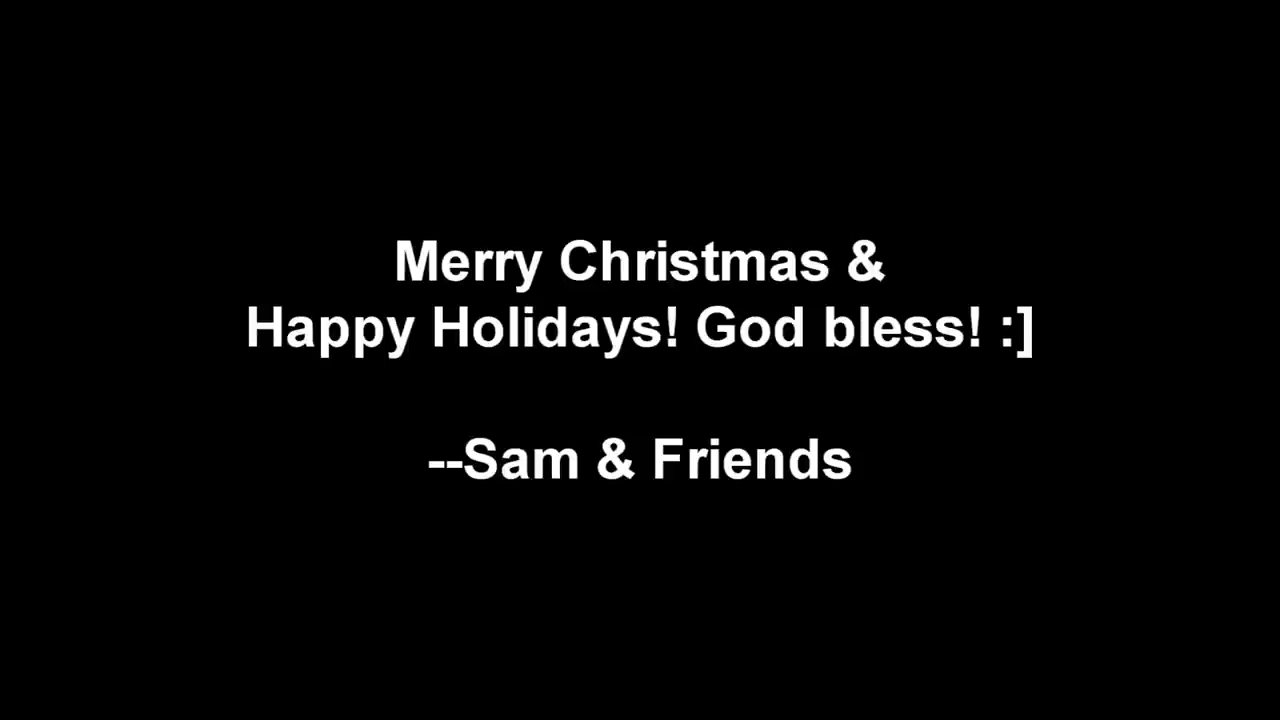 Merry Christmas &
Happy Holidays! God bless! :]
--Sam & Friends